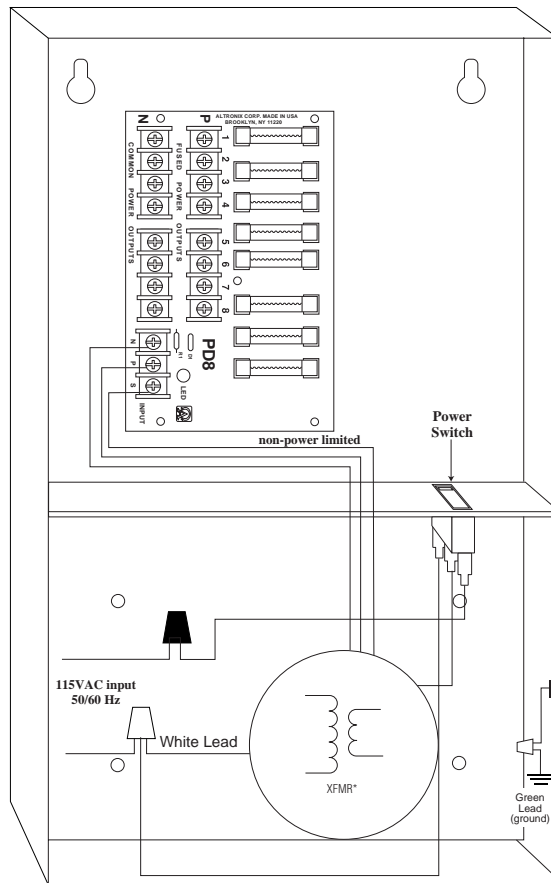 N
P
ALTRONIX CORP. MADE IN USA
BROOKLYN, NY 11220
COMMON POWER OUTPUTS
FUSED POWER OUTPUTS
1
2
3
4
5
6
7
8
N
P
S
INPUT
R1
D1
LED
PD8
non-power limited
Power
Switch
115VAC input
50/60 Hz
White Lead
XFMR*
Green
Lead
(ground)